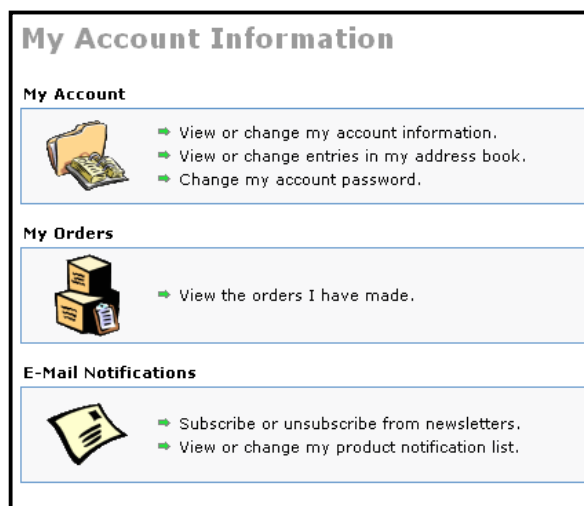 My Account Information
My Account
View or change my account information.
View or change entries in my address book.
Change my account password.
My Orders
View the orders I have made.
E-Mail Notifications
Subscribe or unsubscribe from newsletters.
View or change my product notification list.